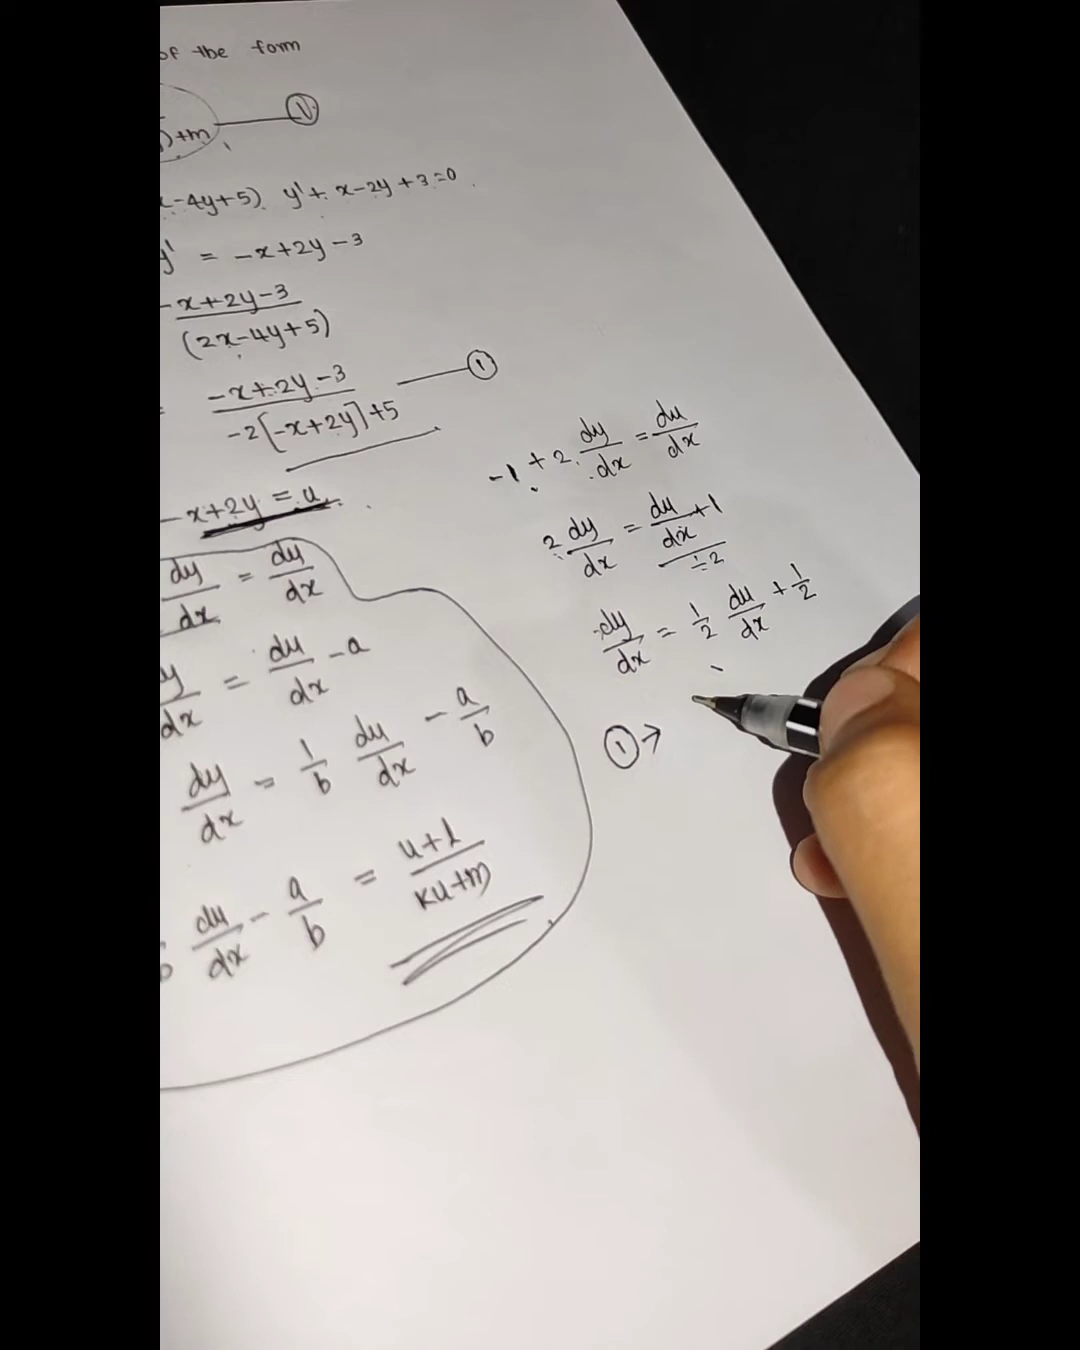 of the form
)+m ①
x-4y+5) y' + x-2y+3=0
y' = -x+2y-3
-x+2y-3
(2x-4y+5)
= -x+2y-3 ①
-2[-x+2y]+5
-x+2y = u
dy/dx = du/dx
y/dx = du/dx - a
dy/dx = 1/b du/dx - a/b
b du/dx - a/b = u+l/ku+m
-1 + 2 dy/dx = du/dx
2 dy/dx = du/dx + 1
÷2
dy/dx = 1/2 du/dx + 1/2
① →